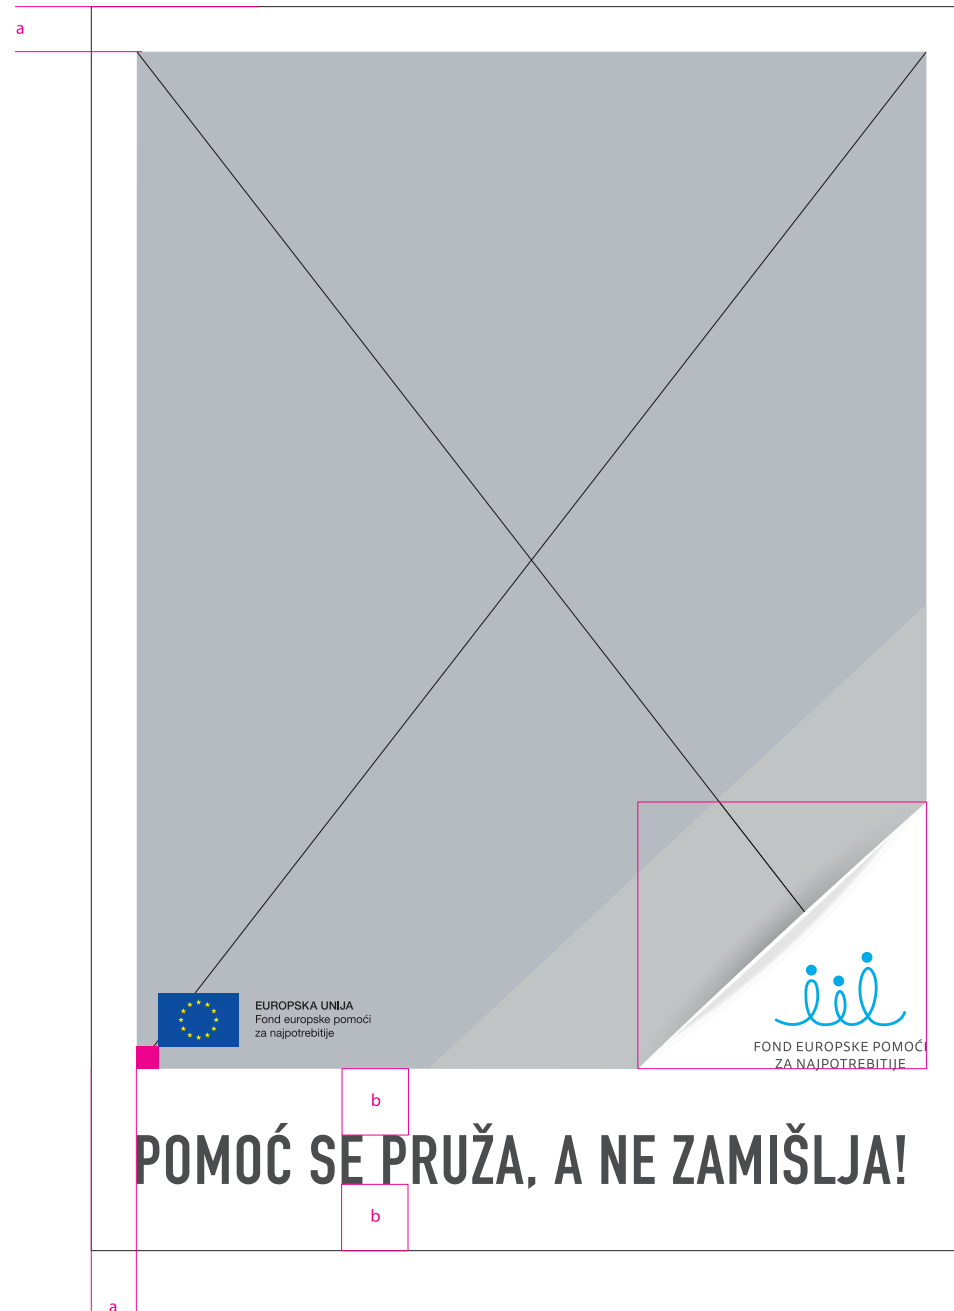 a
EUROPSKA UNIJA
Fond europske pomoći
za najpotrebitije
FOND EUROPSKE POMOĆI
ZA NAJPOTREBITIJE
b
POMOĆ SE PRUŽA, A NE ZAMIŠLJA!
b
a